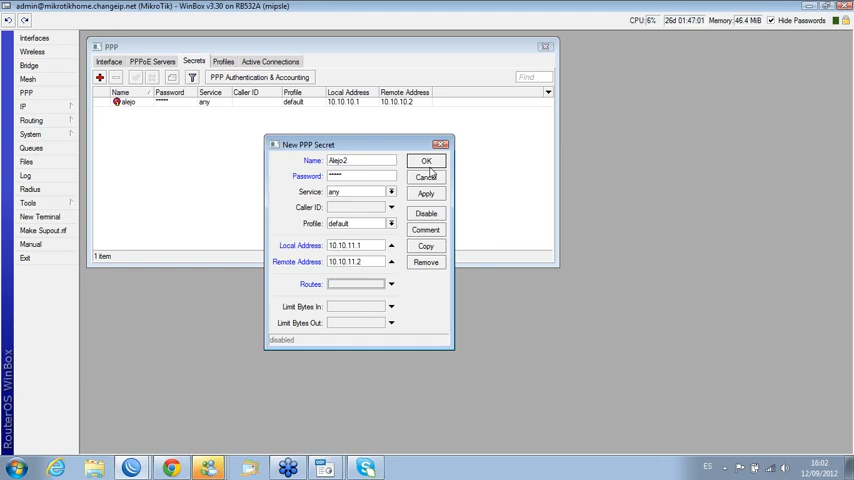 admin@mikrotikhome.changeip.net (MikroTik) - WinBox v3.30 on RB532A (mipsle)
CPU: 6% 26d 01:47:01 Memory: 46.4 MiB Hide Passwords
Interfaces
Wireless
Bridge
Mesh
PPP
IP
Routing
System
Queues
Files
Log
Radius
Tools
New Terminal
Make Supout.rif
Manual
Exit
RouterOS WinBox
PPP
Interface PPPoE Servers Secrets Profiles Active Connections
PPP Authentication & Accounting Find
Name Password Service Caller ID Profile Local Address Remote Address
alejo ***** any default 10.10.10.1 10.10.10.2
1 item
New PPP Secret
Name: Alejo2 OK
Password: ***** Cancel
Service: any Apply
Caller ID: Disable
Profile: default Comment
Local Address: 10.10.11.1 Copy
Remote Address: 10.10.11.2 Remove
Routes:
Limit Bytes In:
Limit Bytes Out:
disabled
ES 16:02
12/09/2012